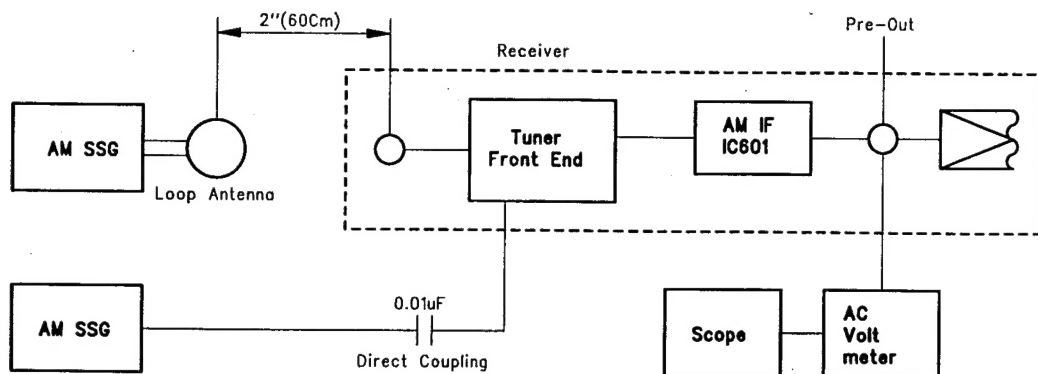 2"(60Cm)
Pre-Out
Receiver
AM SSG
Loop Antenna
Tuner
Front End
AM IF
IC601
AM SSG
0.01uF
Direct Coupling
Scope
AC
Volt
meter